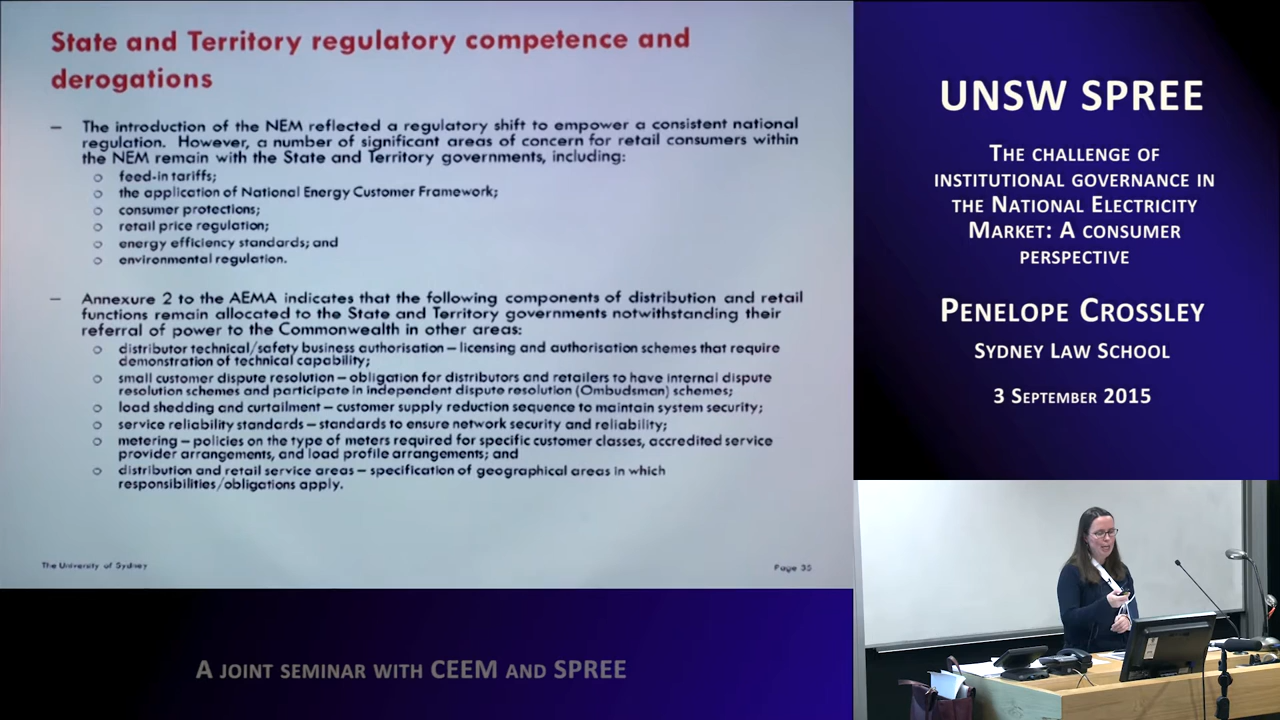 State and Territory regulatory competence and
derogations
– The introduction of the NEM reflected a regulatory shift to empower a consistent national
regulation. However, a number of significant areas of concern for retail consumers within
the NEM remain with the State and Territory governments, including:
○ feed-in tariffs;
○ the application of National Energy Customer Framework;
○ consumer protections;
○ retail price regulation;
○ energy efficiency standards; and
○ environmental regulation.
– Annexure 2 to the AEMA indicates that the following components of distribution and retail
functions remain allocated to the State and Territory governments notwithstanding their
referral of power to the Commonwealth in other areas:
○ distributor technical/safety business authorisation – licensing and authorisation schemes that require
demonstration of technical capability;
○ small customer dispute resolution – obligation for distributors and retailers to have internal dispute
resolution schemes and participate in independent dispute resolution (Ombudsman) schemes;
○ load shedding and curtailment – customer supply reduction sequence to maintain system security;
○ service reliability standards – standards to ensure network security and reliability;
○ metering – policies on the type of meters required for specific customer classes, accredited service
provider arrangements, and load profile arrangements; and
○ distribution and retail service areas – specification of geographical areas in which
responsibilities/obligations apply.
The University of Sydney
Page 35
UNSW SPREE
The challenge of
institutional governance in
the National Electricity
Market: A consumer
perspective
Penelope Crossley
Sydney Law School
3 September 2015
A joint seminar with CEEM and SPREE